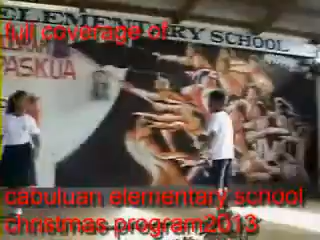 ELEMENTARY SCHOOL
full coverage of
PASKUA
cabuluan elementary school
christmas program2013